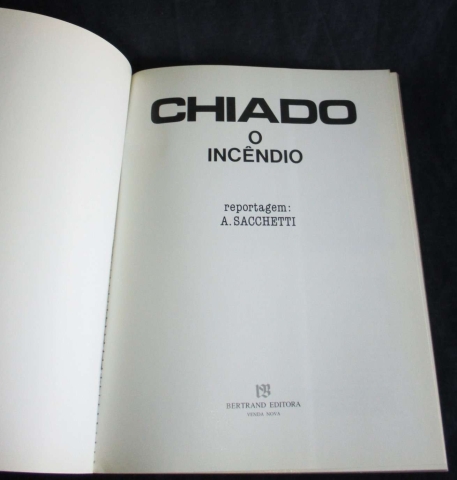 CHIADO
O
INCÊNDIO
reportagem:
A. SACCHETTI
BERTRAND EDITORA
VENDA NOVA